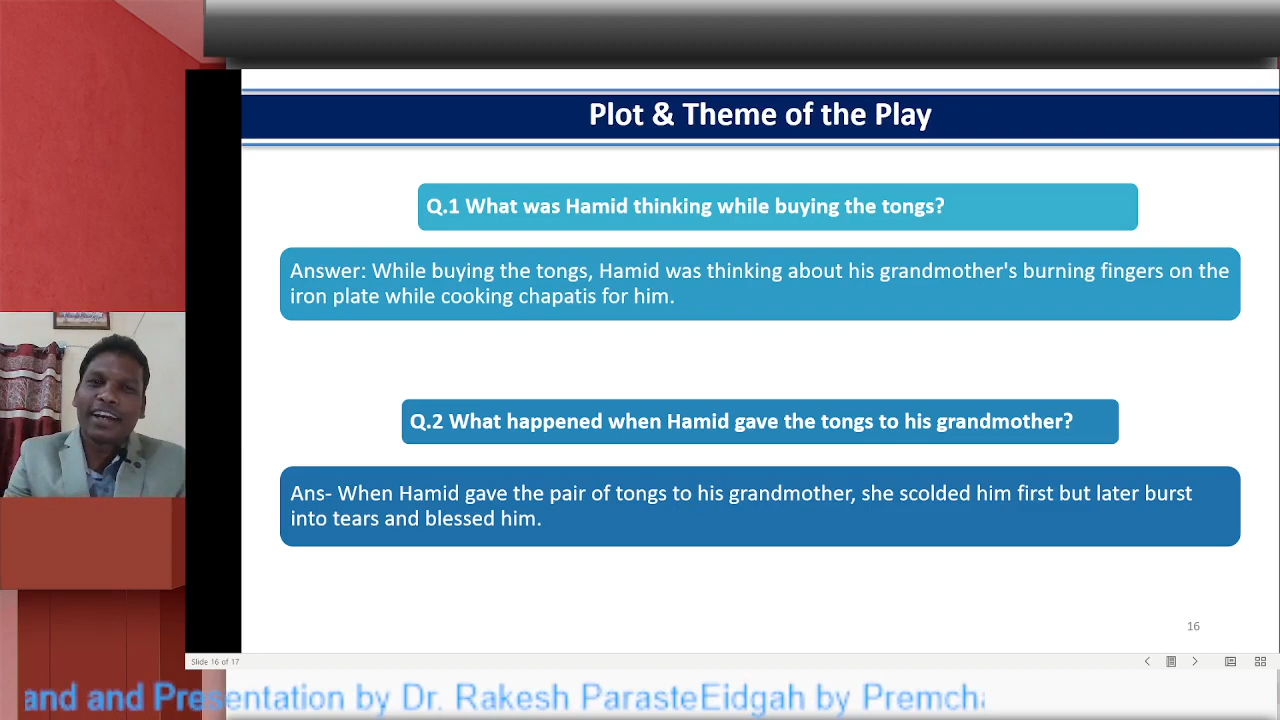 Plot & Theme of the Play
Q.1 What was Hamid thinking while buying the tongs?
Answer: While buying the tongs, Hamid was thinking about his grandmother's burning fingers on the
iron plate while cooking chapatis for him.
Q.2 What happened when Hamid gave the tongs to his grandmother?
Ans- When Hamid gave the pair of tongs to his grandmother, she scolded him first but later burst
into tears and blessed him.
16
Slide 16 of 17
and and Presentation by Dr. Rakesh ParasteEidgah by Premcha